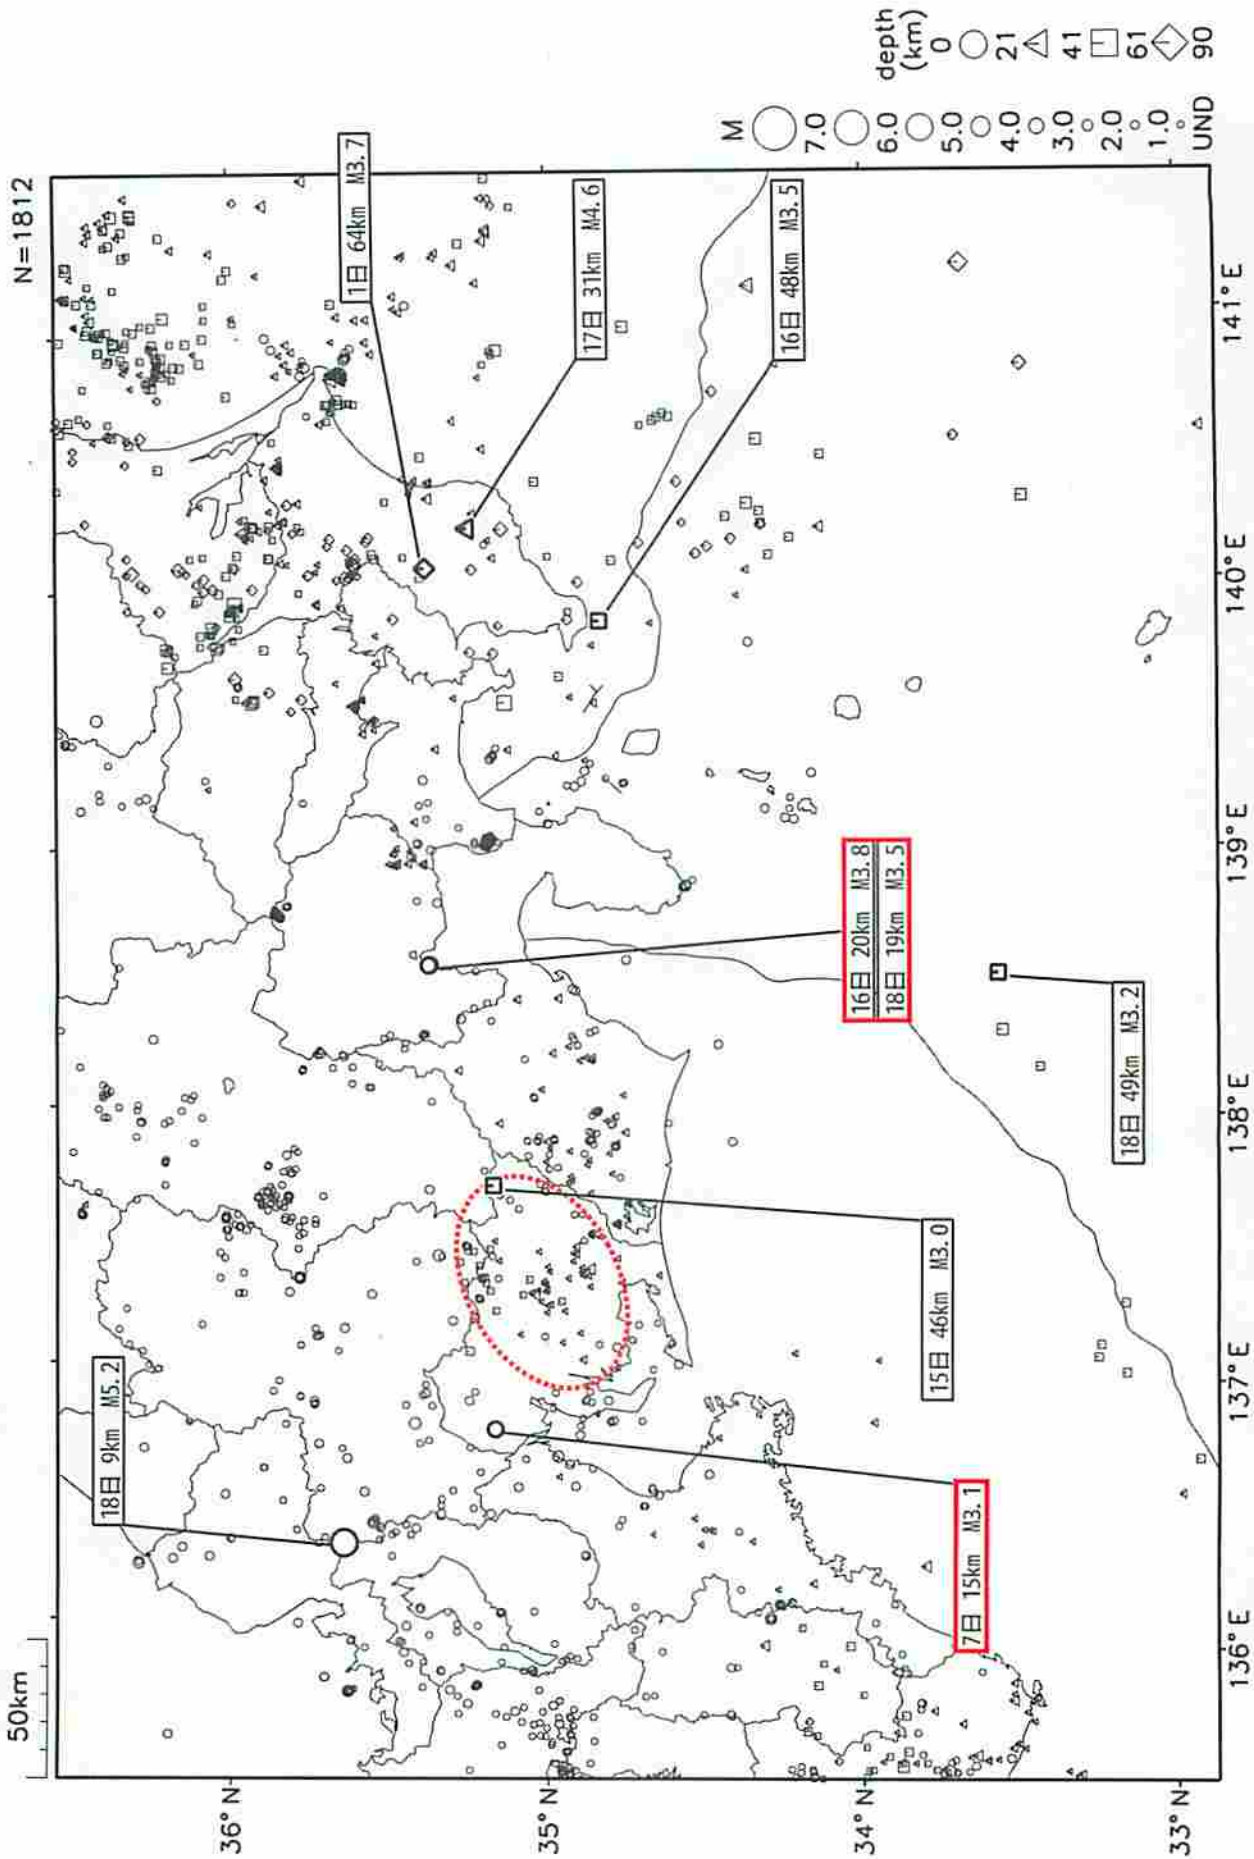 50km
N=1812
18日 9km M5.2
1日 64km M3.7
17日 31km M4.6
16日 48km M3.5
16日 20km M3.8
18日 19km M3.5
18日 49km M3.2
15日 46km M3.0
7日 15km M3.1
36°N
35°N
34°N
33°N
136°E
137°E
138°E
139°E
140°E
141°E
M
7.0
6.0
5.0
4.0
3.0
2.0
1.0
UND
depth
(km)
0
21
41
61
90